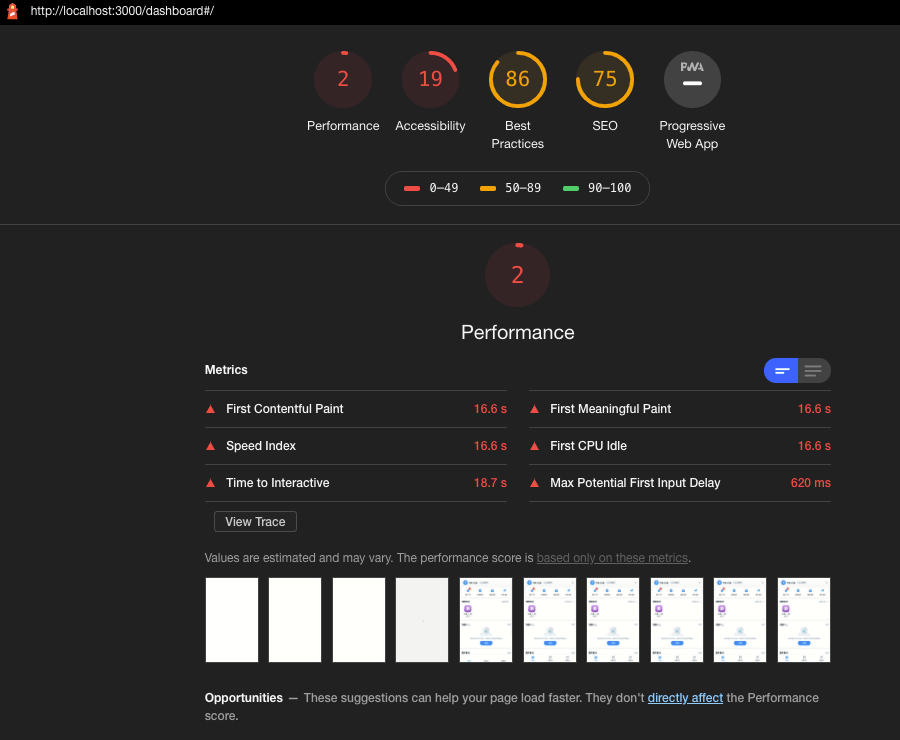 http://localhost:3000/dashboard#/
2
19
86
75
PWA
Performance
Accessibility
Best
Practices
SEO
Progressive
Web App
0–49
50–89
90–100
2
Performance
Metrics
First Contentful Paint 16.6 s
First Meaningful Paint 16.6 s
Speed Index 16.6 s
First CPU Idle 16.6 s
Time to Interactive 18.7 s
Max Potential First Input Delay 620 ms
View Trace
Values are estimated and may vary. The performance score is based only on these metrics.
Opportunities — These suggestions can help your page load faster. They don't directly affect the Performance
score.